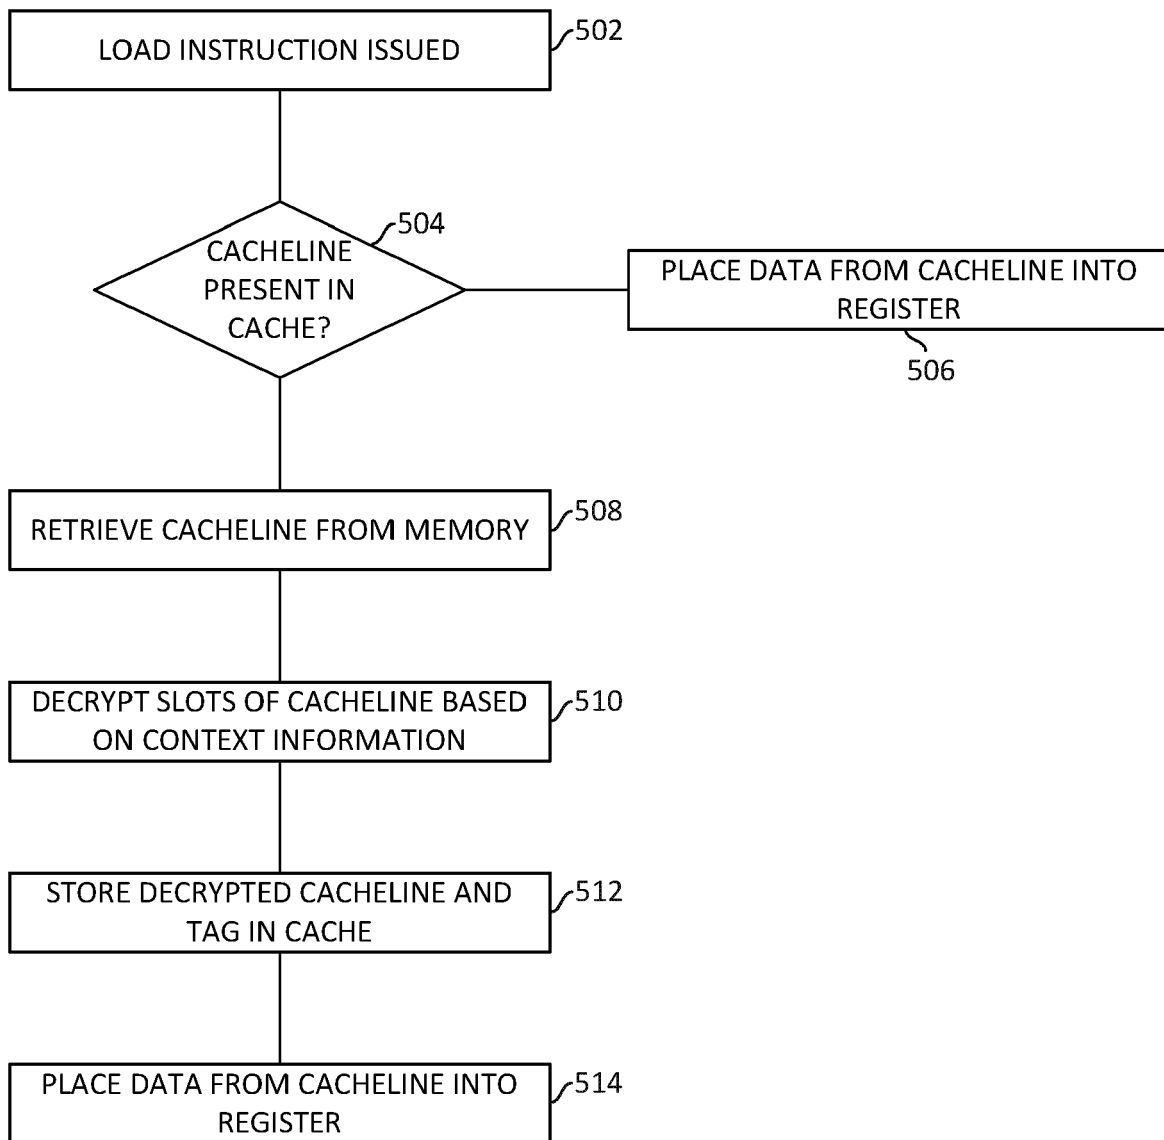 LOAD INSTRUCTION ISSUED
502
CACHELINE
PRESENT IN
CACHE?
504
PLACE DATA FROM CACHELINE INTO
REGISTER
506
RETRIEVE CACHELINE FROM MEMORY
508
DECRYPT SLOTS OF CACHELINE BASED
ON CONTEXT INFORMATION
510
STORE DECRYPTED CACHELINE AND
TAG IN CACHE
512
PLACE DATA FROM CACHELINE INTO
REGISTER
514